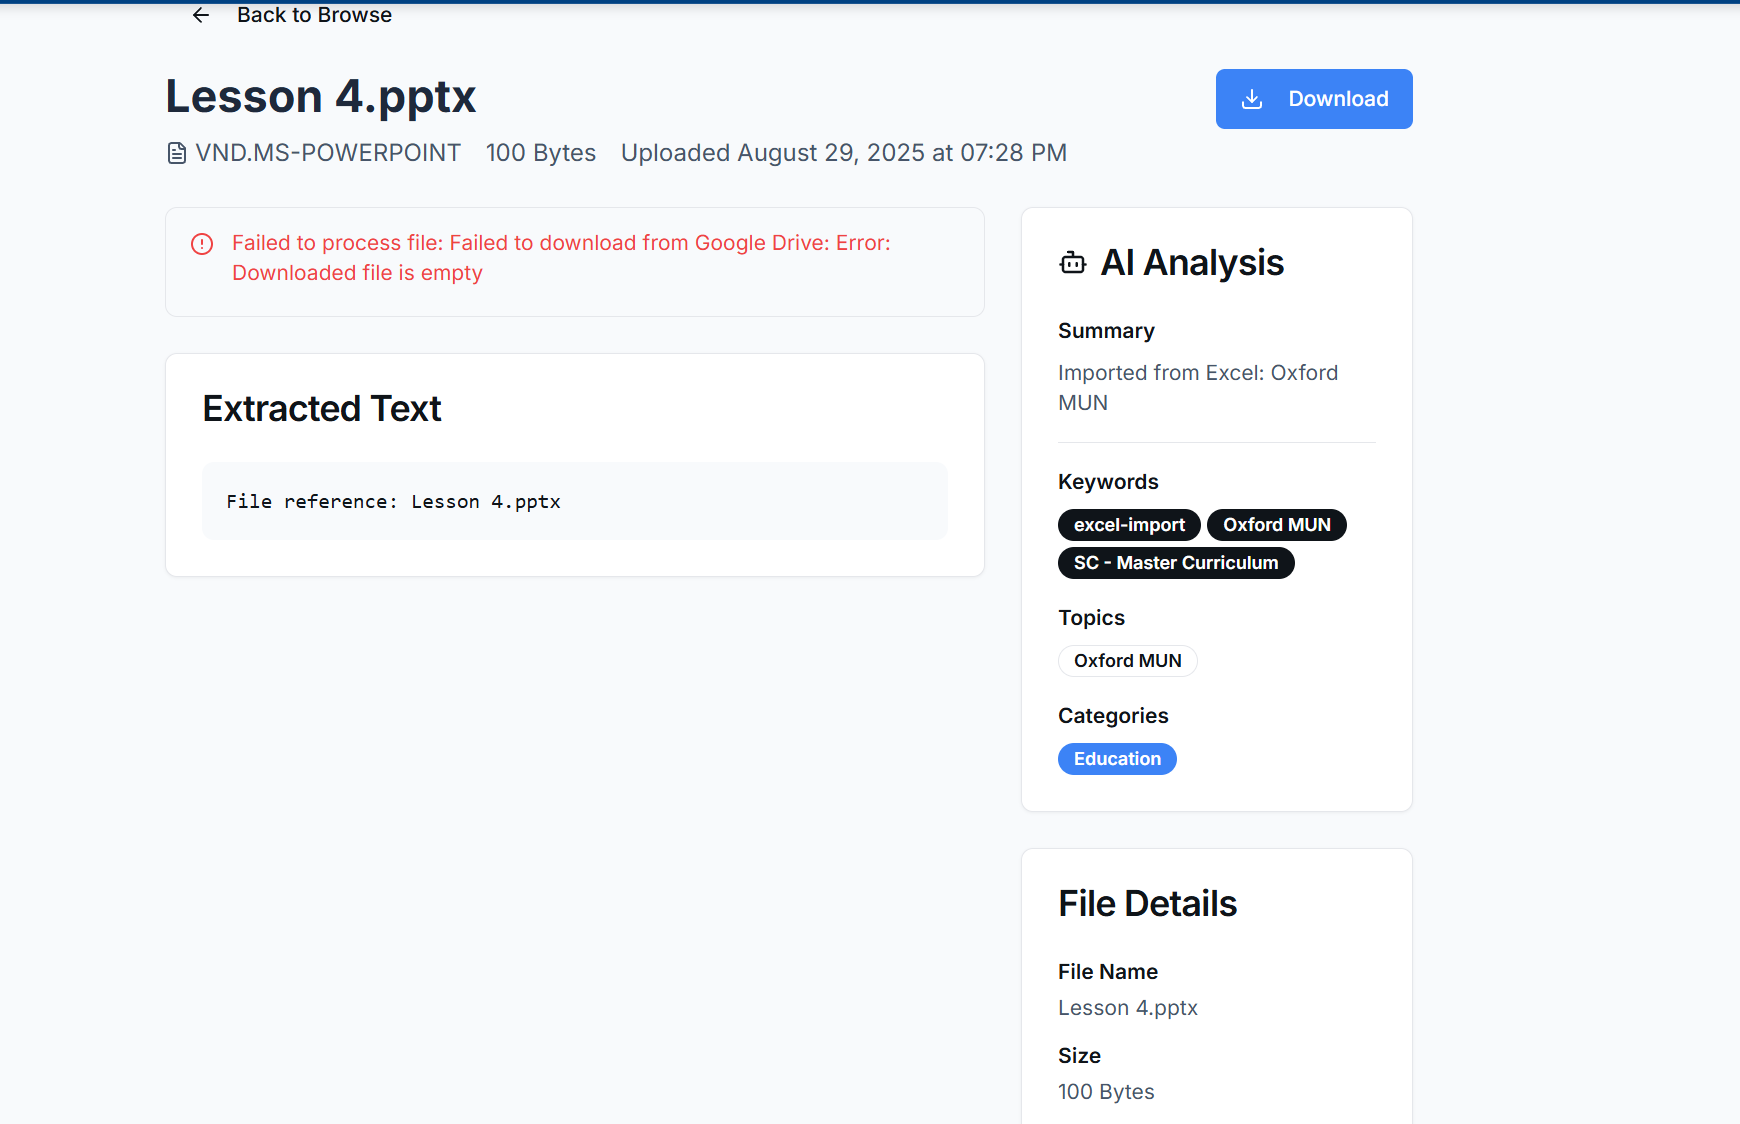 Back to Browse
Lesson 4.pptx
Download
VND.MS-POWERPOINT 100 Bytes Uploaded August 29, 2025 at 07:28 PM
Failed to process file: Failed to download from Google Drive: Error:
Downloaded file is empty
Extracted Text
File reference: Lesson 4.pptx
AI Analysis
Summary
Imported from Excel: Oxford
MUN
Keywords
excel-import Oxford MUN
SC - Master Curriculum
Topics
Oxford MUN
Categories
Education
File Details
File Name
Lesson 4.pptx
Size
100 Bytes